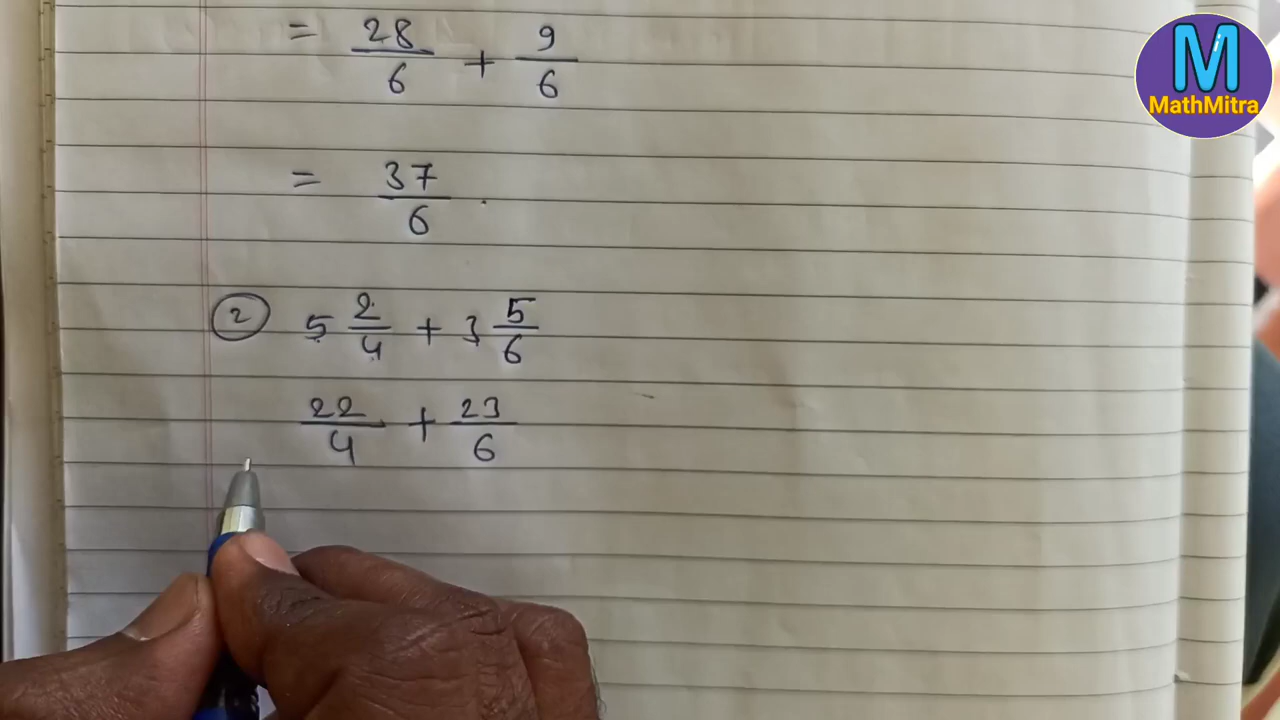 = 28/6 + 9/6
= 37/6 .
② 5 2/4 + 3 5/6
22/4 + 23/6
M
MathMitra